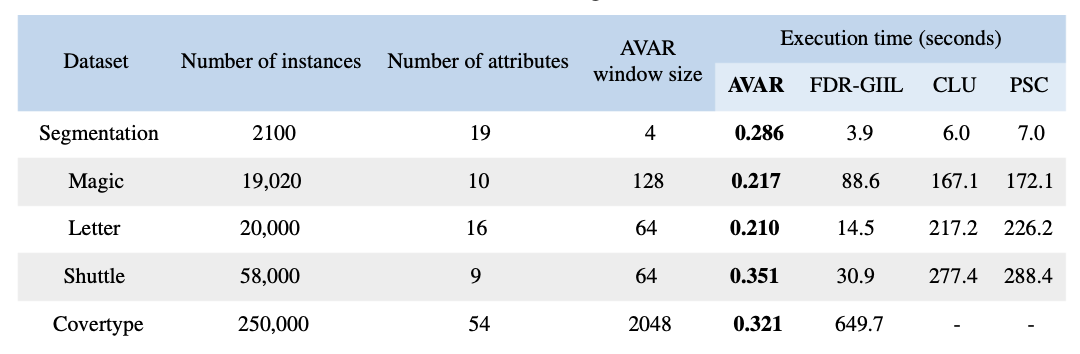 Dataset Number of instances Number of attributes AVAR window size Execution time (seconds)
AVAR FDR-GIIL CLU PSC
Segmentation 2100 19 4 0.286 3.9 6.0 7.0
Magic 19,020 10 128 0.217 88.6 167.1 172.1
Letter 20,000 16 64 0.210 14.5 217.2 226.2
Shuttle 58,000 9 64 0.351 30.9 277.4 288.4
Covertype 250,000 54 2048 0.321 649.7 - -